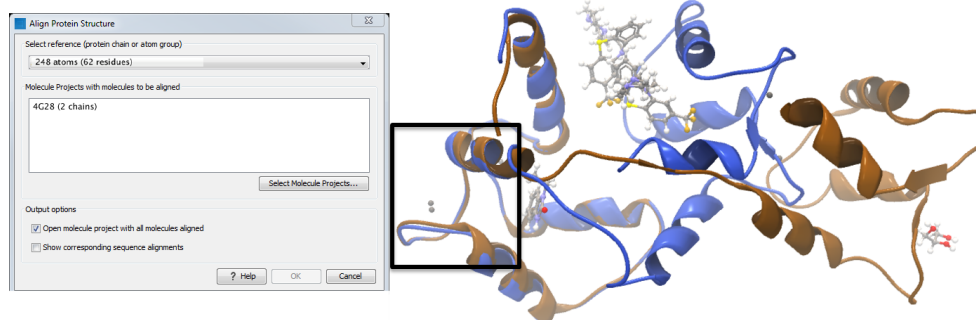 Align Protein Structure
Select reference (protein chain or atom group)
248 atoms (62 residues)
Molecule Projects with molecules to be aligned
4G28 (2 chains)
Select Molecule Projects...
Output options
Open molecule project with all molecules aligned
Show corresponding sequence alignments
? Help OK Cancel